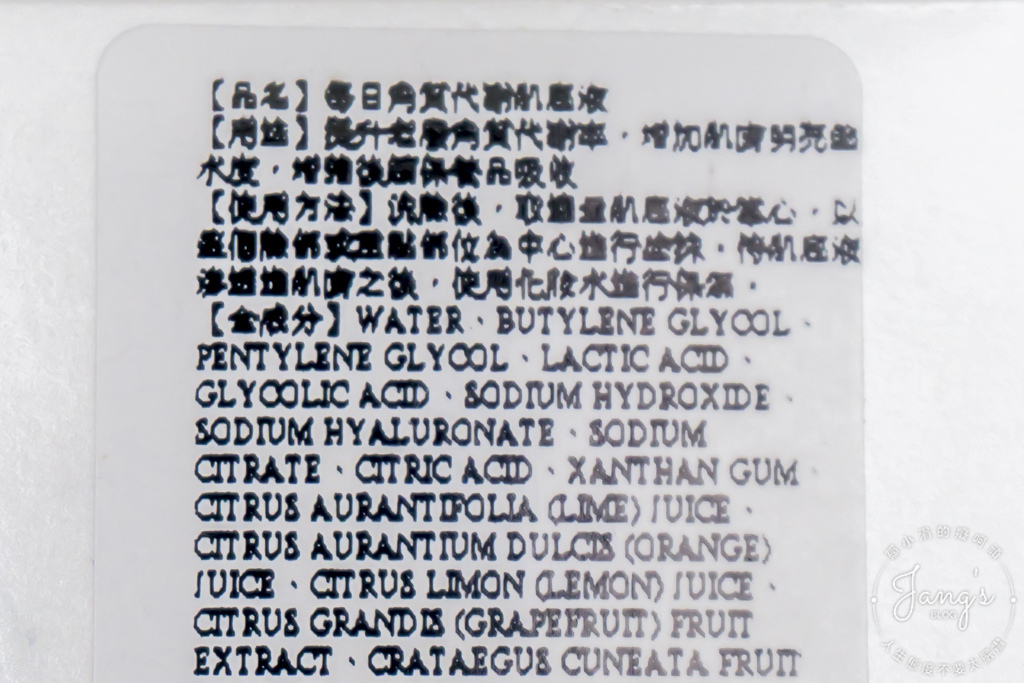 【品名】每日角質代謝肌底液
【用途】提升老廢角質代謝率，增加肌膚明亮些
水度，增強後續保養品吸收
【使用方法】洗臉後，取適量肌底液於掌心，以
整個臉部或重點部位為中心進行塗抹，待肌底液
滲透進肌膚之後，使用化妝水進行保濕。
【全成分】WATER、BUTYLENE GLYCOL、
PENTYLENE GLYCOL、LACTIC ACID、
GLYCOLIC ACID、SODIUM HYDROXIDE、
SODIUM HYALURONATE、SODIUM
CITRATE、CITRIC ACID、XANTHAN GUM、
CITRUS AURANTIFOLIA (LIME) JUICE、
CITRUS AURANTIUM DULCIS (ORANGE)
JUICE、CITRUS LIMON (LEMON) JUICE、
CITRUS GRANDIS (GRAPEFRUIT) FRUIT
EXTRACT、CRATAEGUS CUNEATA FRUIT
Jang's
BLOG